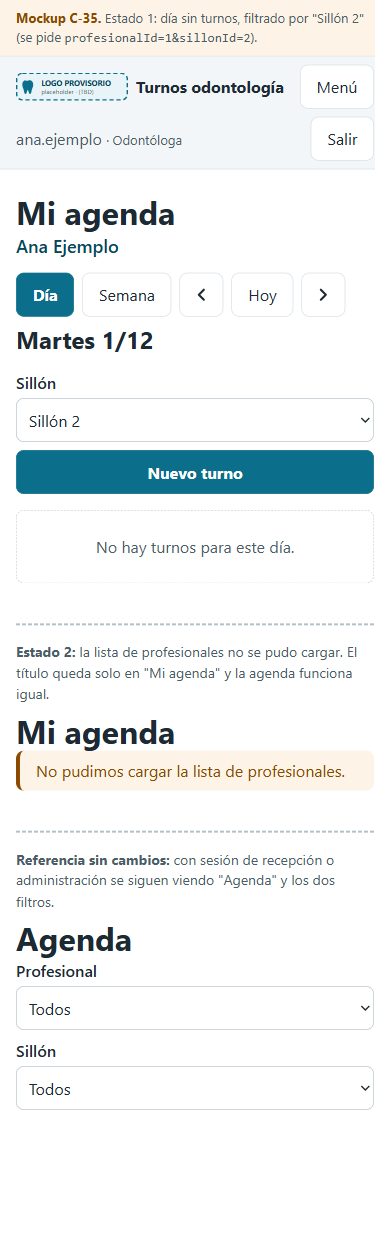 Mockup C-35. Estado 1: día sin turnos, filtrado por "Sillón 2"
(se pide profesionalId=1&sillonId=2).
LOGO PROVISORIO
placeholder · (TBD)
Turnos odontología
Menú
ana.ejemplo · Odontóloga
Salir
Mi agenda
Ana Ejemplo
Día
Semana
Hoy
Martes 1/12
Sillón
Sillón 2
Nuevo turno
No hay turnos para este día.
Estado 2: la lista de profesionales no se pudo cargar. El
título queda solo en "Mi agenda" y la agenda funciona
igual.
Mi agenda
No pudimos cargar la lista de profesionales.
Referencia sin cambios: con sesión de recepción o
administración se siguen viendo "Agenda" y los dos
filtros.
Agenda
Profesional
Todos
Sillón
Todos